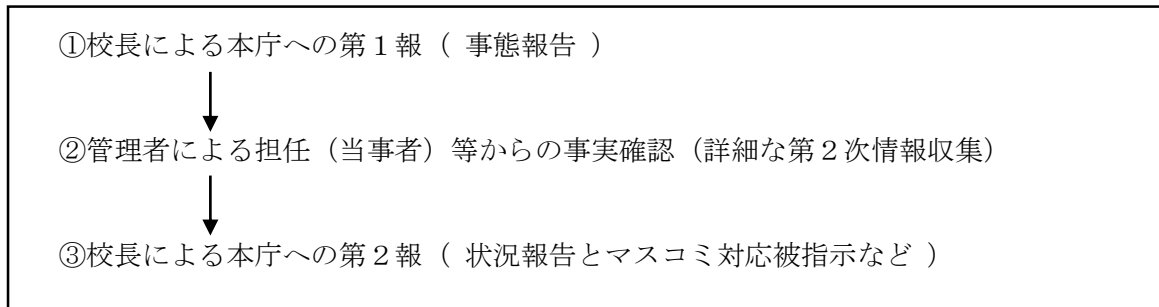 ①校長による本庁への第１報（ 事態報告 ）
②管理者による担任（当事者）等からの事実確認（詳細な第２次情報収集）
③校長による本庁への第２報（ 状況報告とマスコミ対応被指示など ）